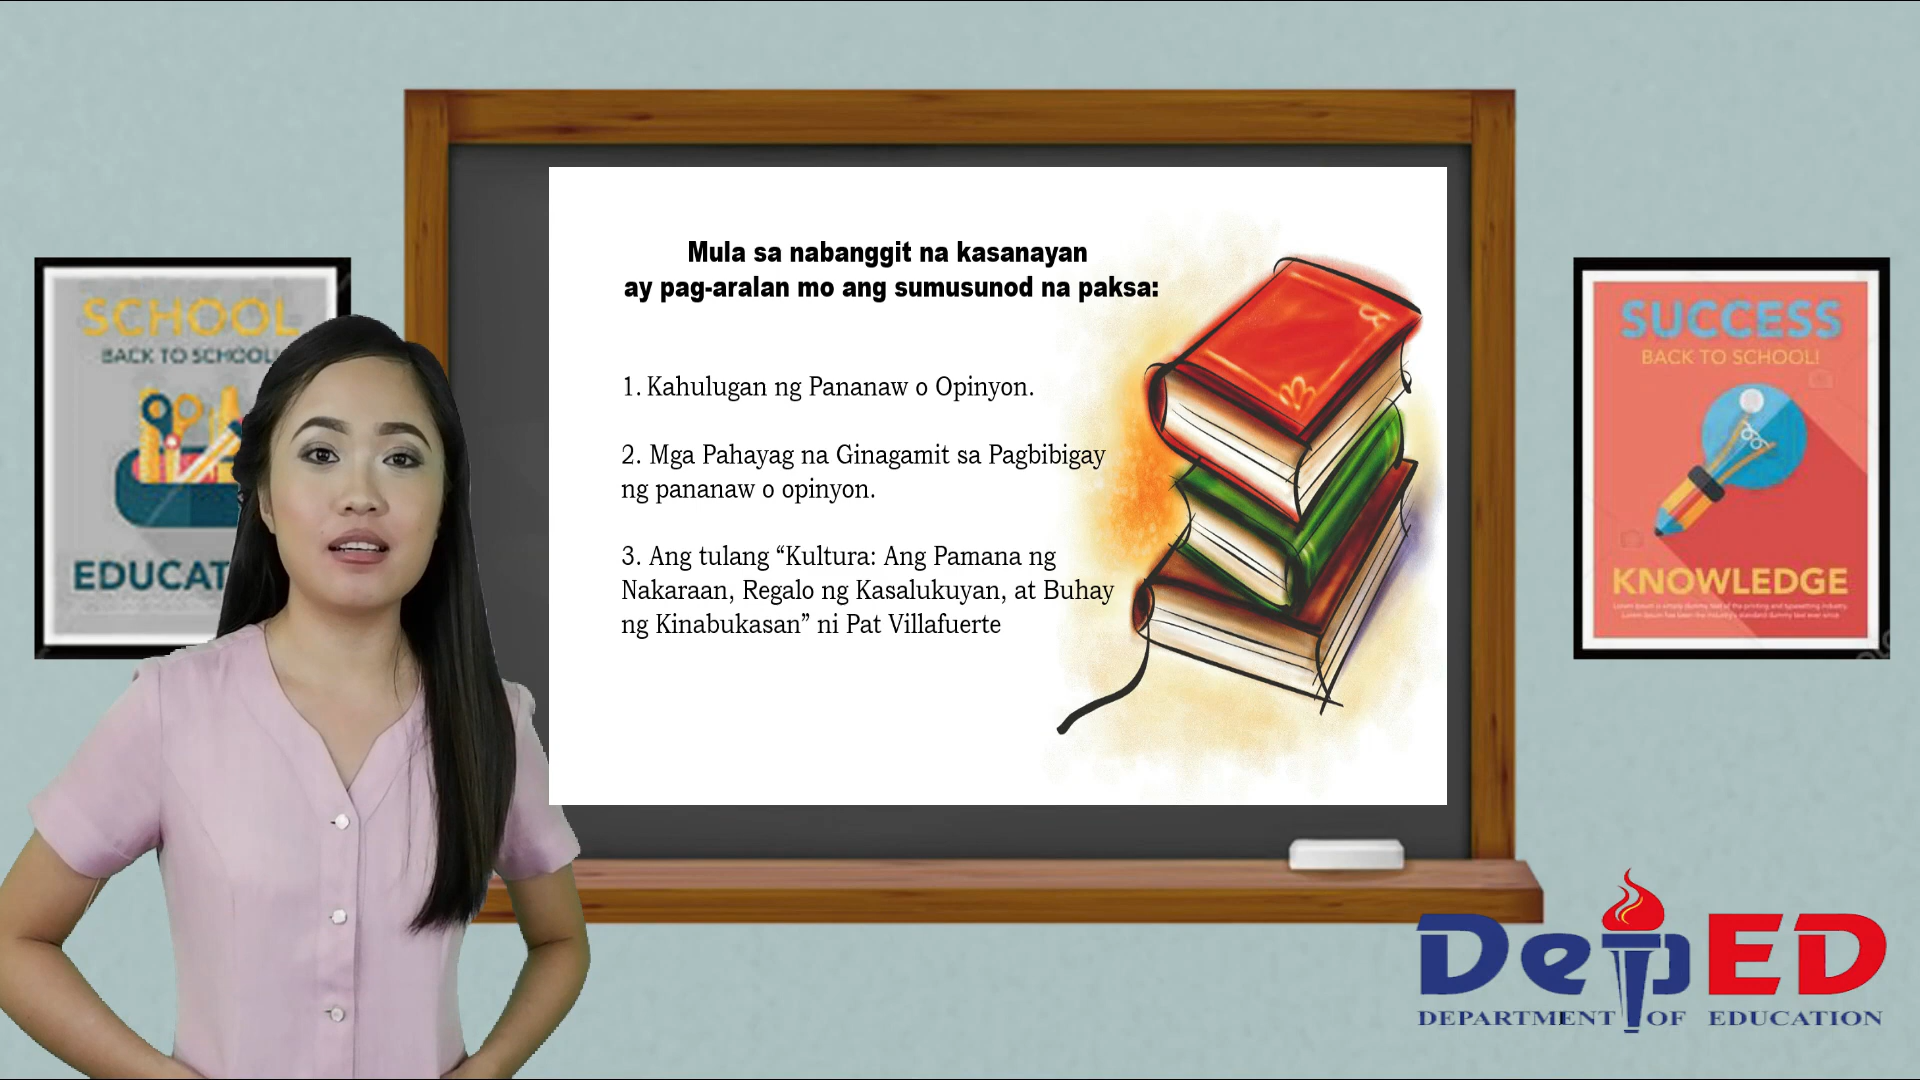 Mula sa nabanggit na kasanayan
ay pag-aralan mo ang sumusunod na paksa:
1. Kahulugan ng Pananaw o Opinyon.
2. Mga Pahayag na Ginagamit sa Pagbibigay
ng pananaw o opinyon.
3. Ang tulang “Kultura: Ang Pamana ng
Nakaraan, Regalo ng Kasalukuyan, at Buhay
ng Kinabukasan” ni Pat Villafuerte
SCHOOL
BACK TO SCHOOL!
EDUCAT
SUCCESS
BACK TO SCHOOL!
KNOWLEDGE
DepED
DEPARTMENT OF EDUCATION